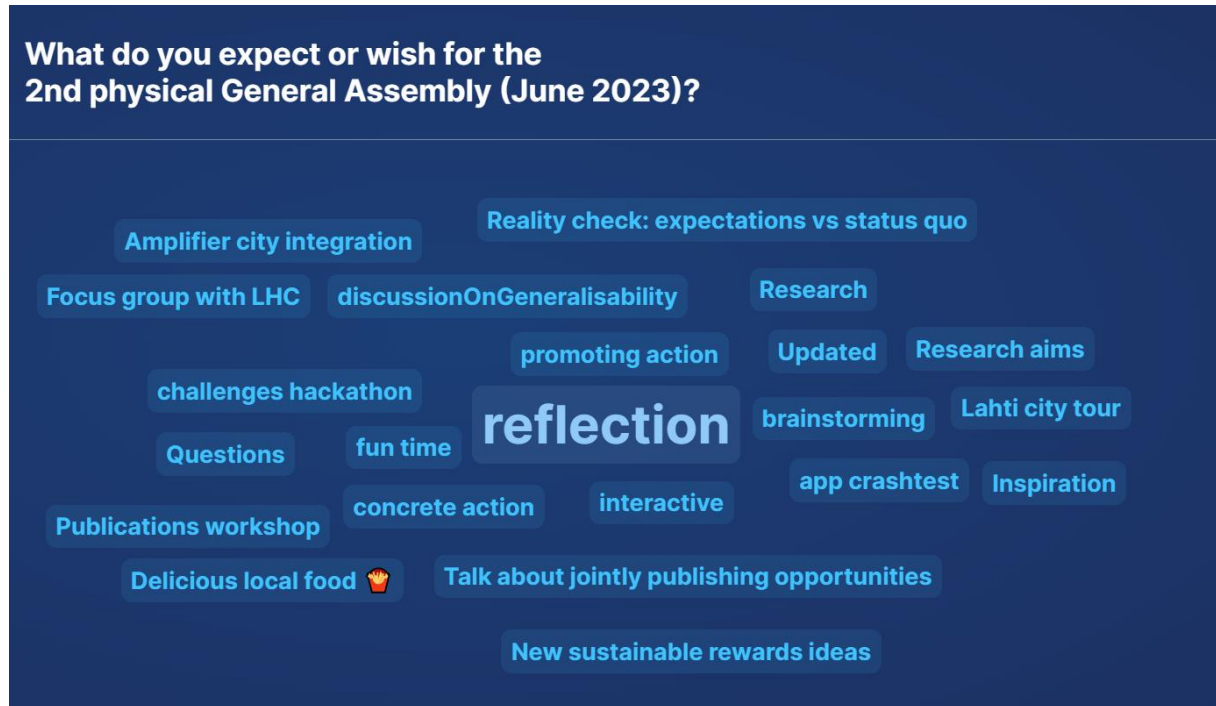 What do you expect or wish for the
2nd physical General Assembly (June 2023)?
Reality check: expectations vs status quo
Amplifier city integration
Focus group with LHC
discussionOnGeneralisability
Research
promoting action
Updated
Research aims
challenges hackathon
reflection
brainstorming
Lahti city tour
Questions
fun time
app crashtest
Inspiration
concrete action
interactive
Publications workshop
Delicious local food 🍟
Talk about jointly publishing opportunities
New sustainable rewards ideas